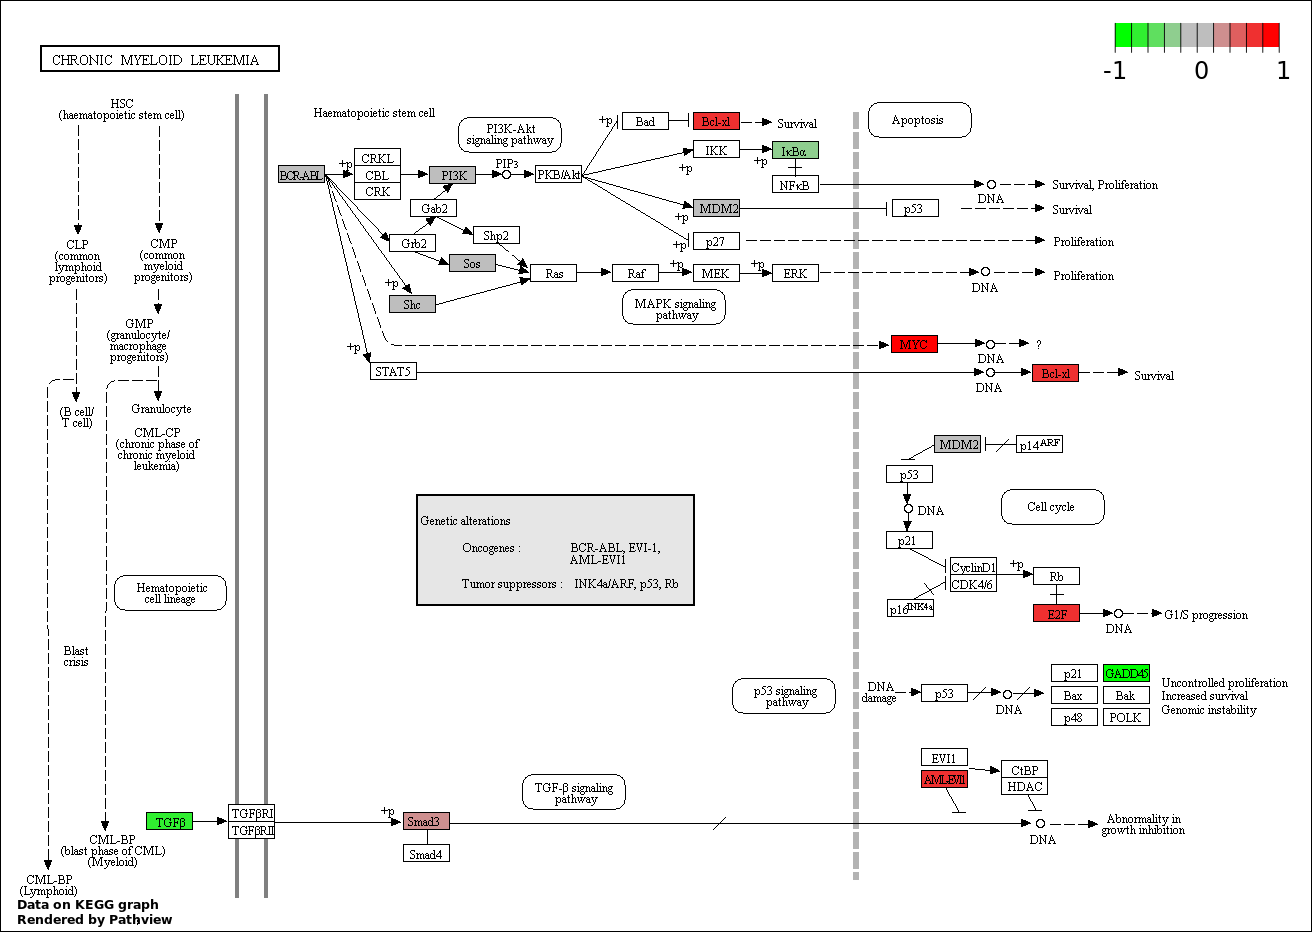 -1 0 1
CHRONIC MYELOID LEUKEMIA
HSC
(haematopoietic stem cell)
CLP
(common
lymphoid
progenitors)
CMP
(common
myeloid
progenitors)
GMP
(granulocyte/
macrophage
progenitors)
(B cell/
T cell)
Granulocyte
CML-CP
(chronic phase of
chronic myeloid
leukemia)
Hematopoietic
cell lineage
Blast
crisis
CML-BP
(blast phase of CML)
(Myeloid)
CML-BP
(Lymphoid)
Haematopoietic stem cell
PI3K-Akt
signaling pathway
Apoptosis
BCR-ABL
+p
CRKL
CBL
CRK
PI3K
PIP3
PKB/Akt
Gab2
Grb2
Shp2
Sos
+p
Shc
+p
STAT5
+p
Bad
Bcl-xl
Survival
IKK
+p
+p
IκBα
NFκB
DNA
Survival, Proliferation
+p
MDM2
p53
Survival
+p
p27
Proliferation
Ras
Raf
+p
MEK
+p
ERK
DNA
Proliferation
MAPK signaling
pathway
MYC
DNA
?
DNA
Bcl-xl
Survival
MDM2
p14ARF
p53
DNA
p21
Cell cycle
CyclinD1
CDK4/6
p16INK4a
+p
Rb
E2F
DNA
G1/S progression
Genetic alterations
Oncogenes : BCR-ABL, EVI-1,
AML-EVI1
Tumor suppressors : INK4a/ARF, p53, Rb
p53 signaling
pathway
DNA
damage
p53
DNA
p21 GADD45
Bax Bak
p48 POLK
Uncontrolled proliferation
Increased survival
Genomic instability
EVI1
AML-EVI1
CtBP
HDAC
TGF-β signaling
pathway
TGFβ
TGFβRI
TGFβRII
+p
Smad3
Smad4
DNA
Abnormality in
growth inhibition
Data on KEGG graph
Rendered by Pathview